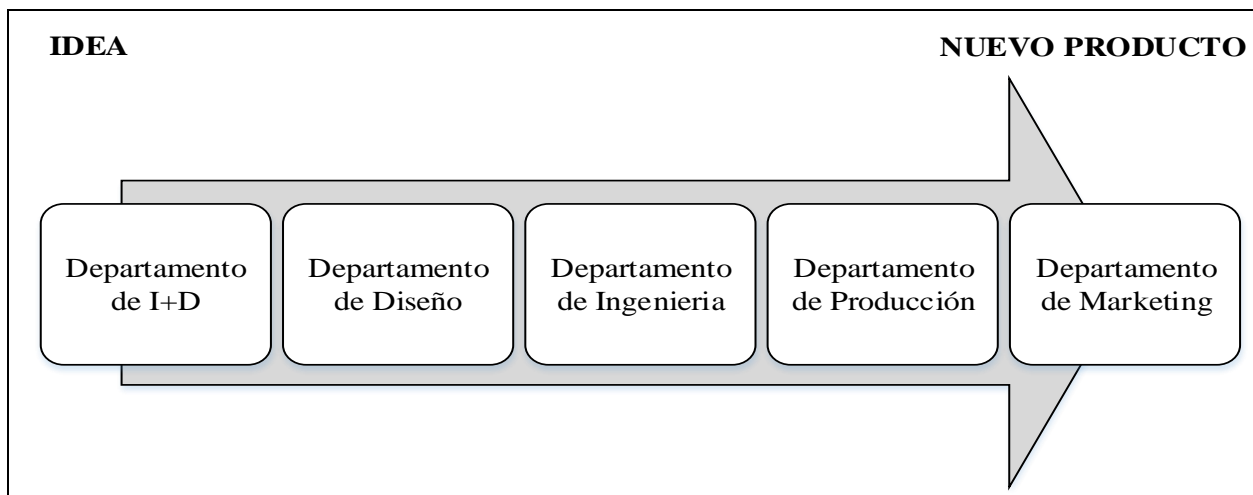 IDEA
NUEVO PRODUCTO
Departamento
de I+D
Departamento
de Diseño
Departamento
de Ingenieria
Departamento
de Producción
Departamento
de Marketing